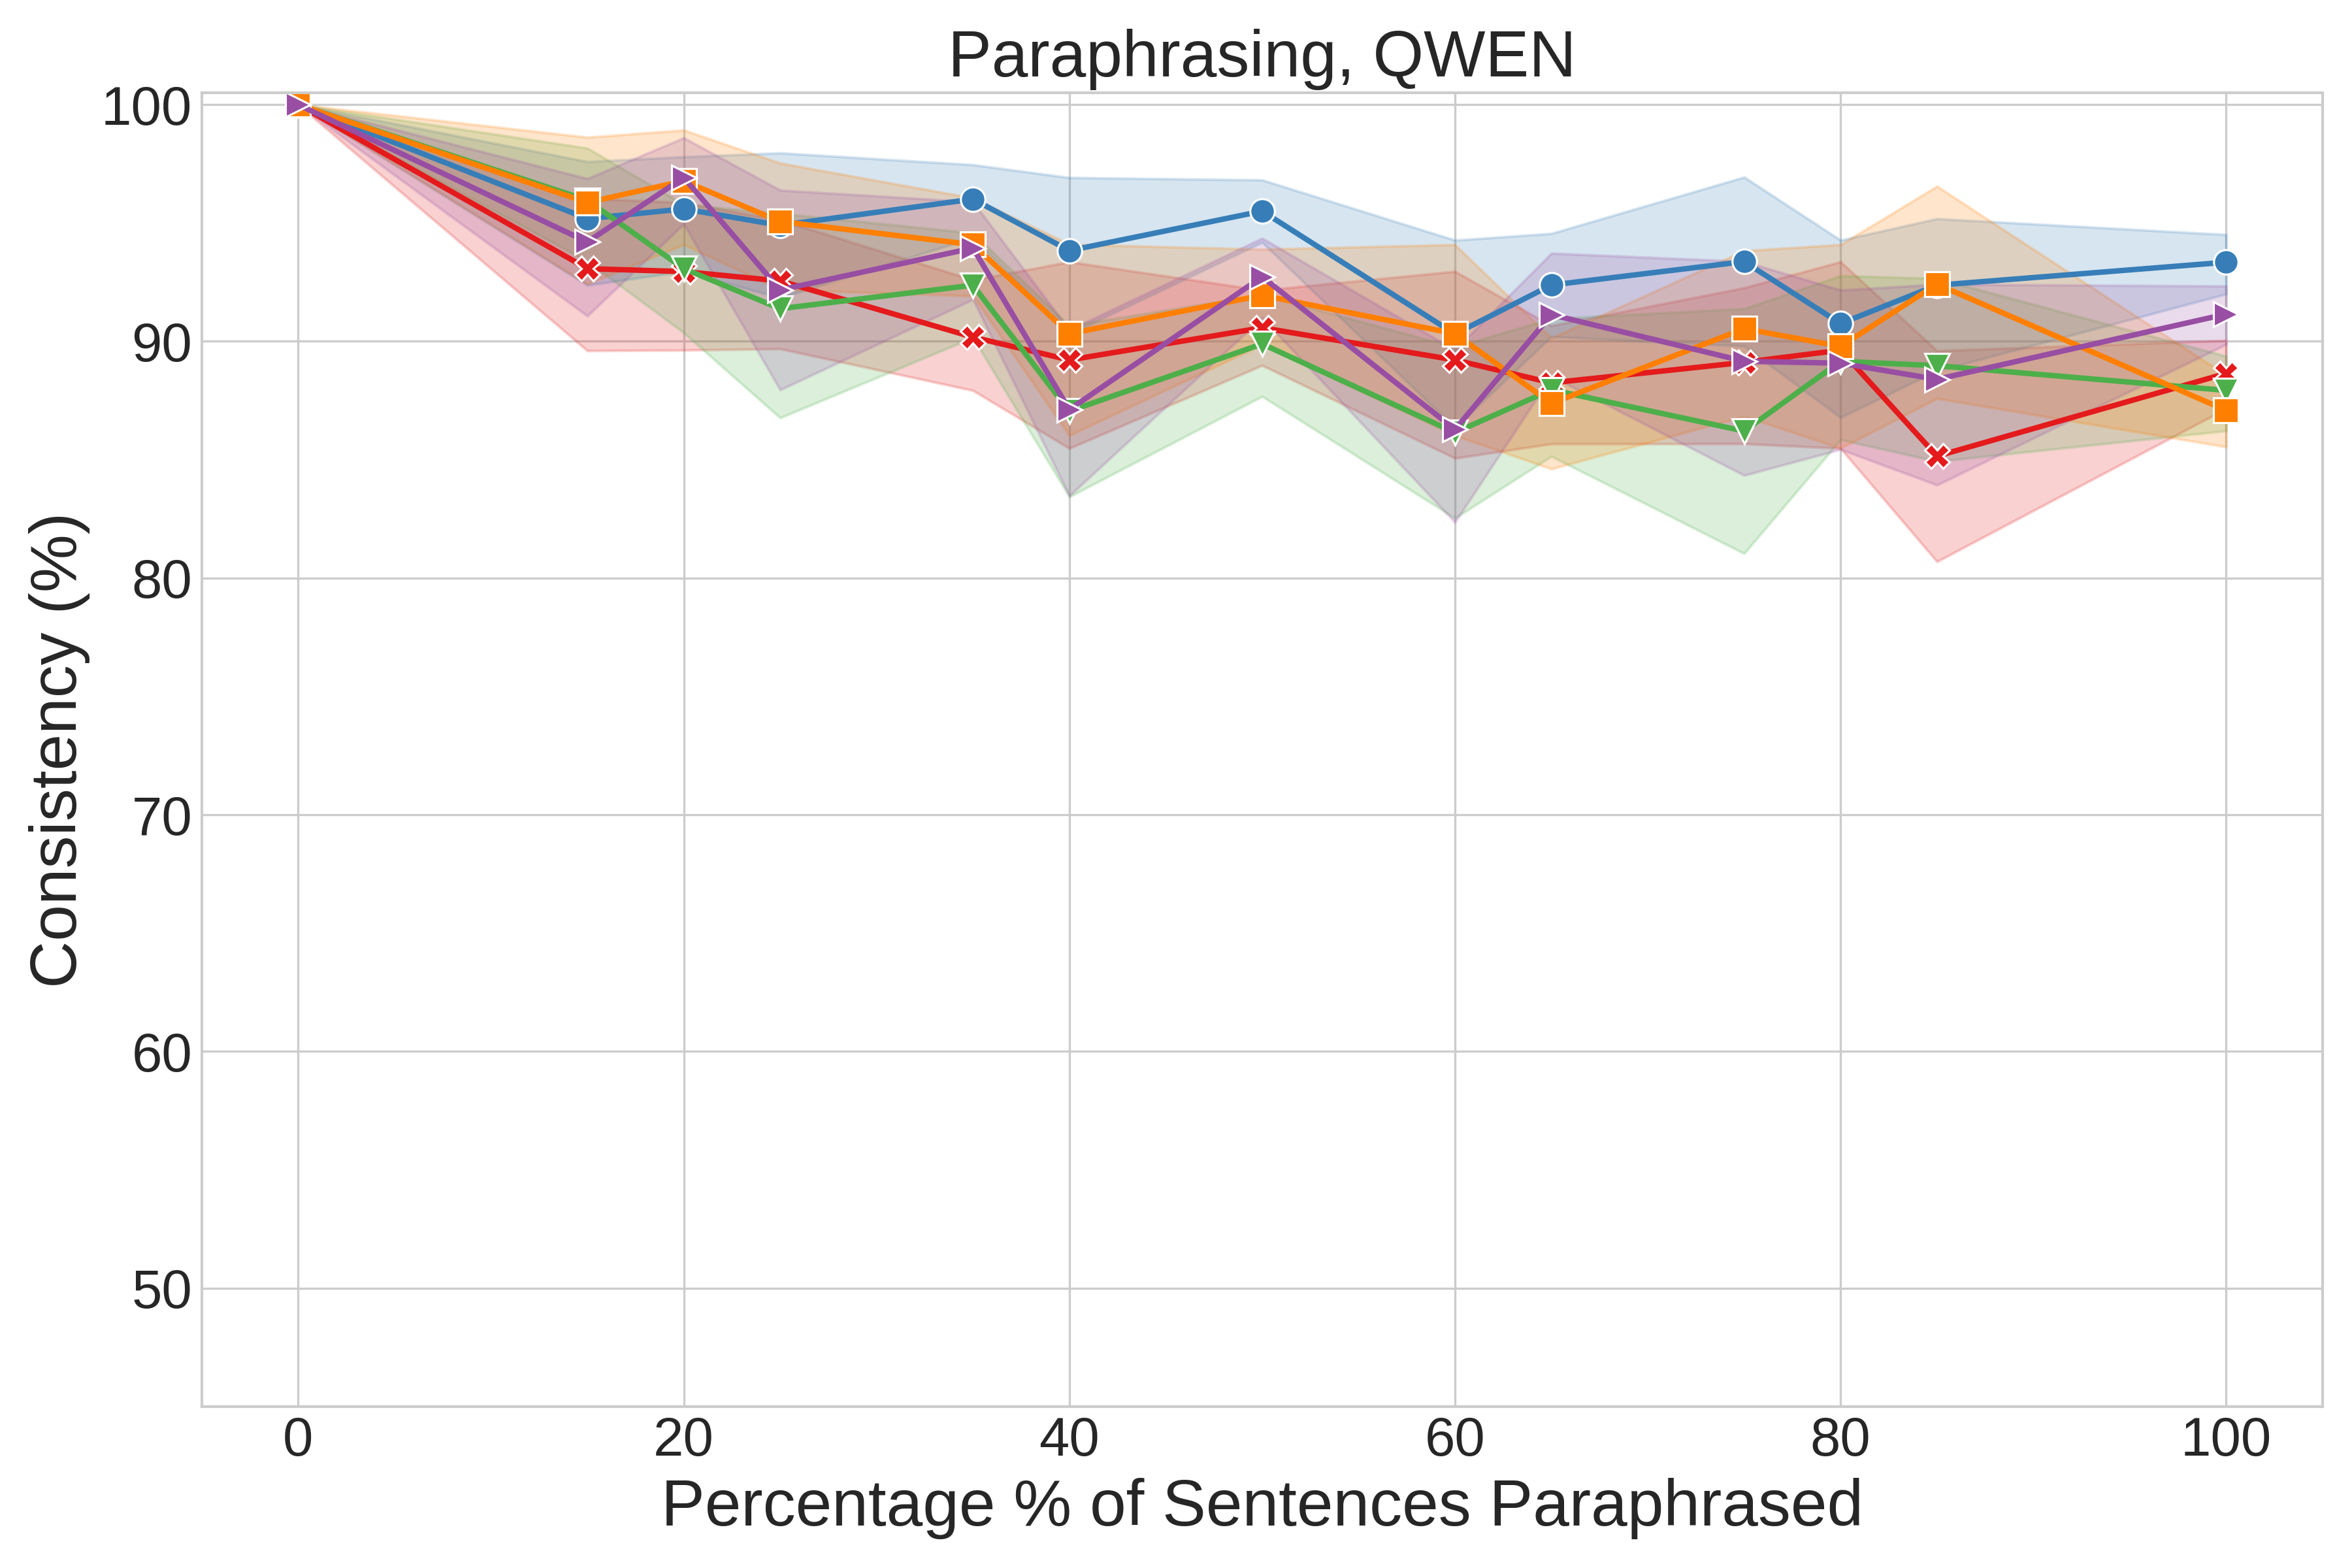 Paraphrasing, QWEN
100
90
80
70
60
50
Consistency (%)
0 20 40 60 80 100
Percentage % of Sentences Paraphrased